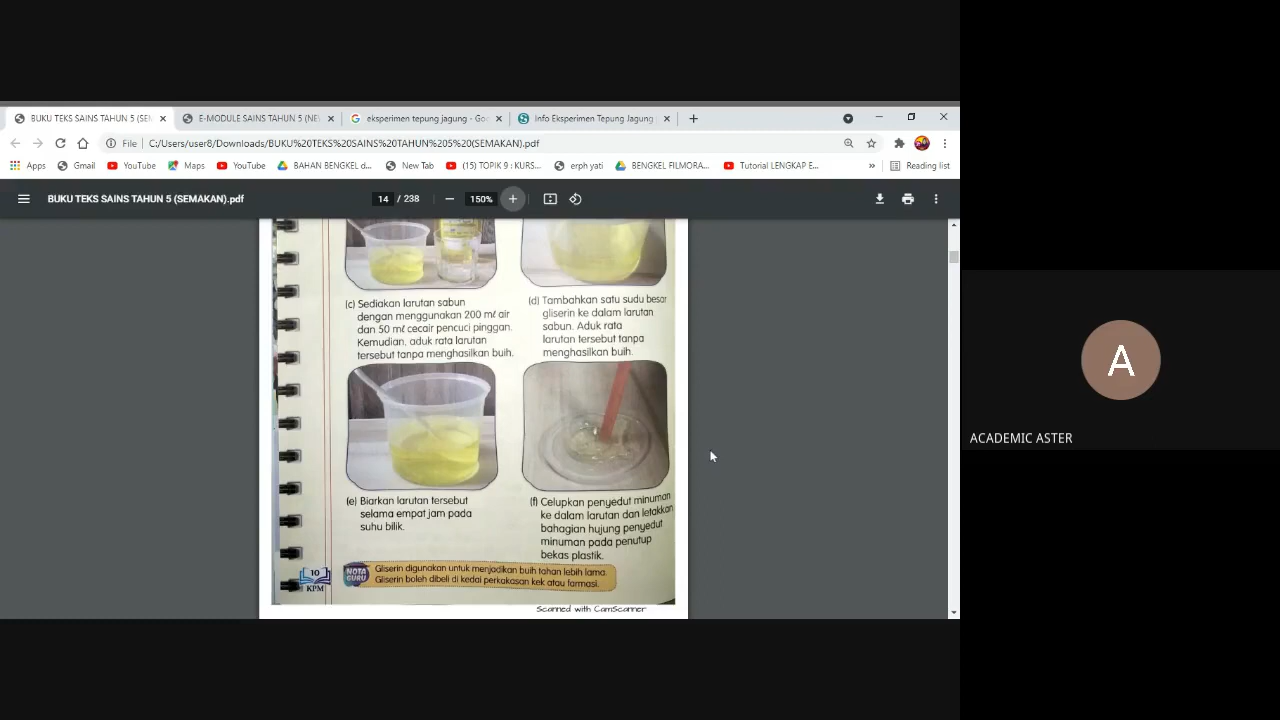 BUKU TEKS SAINS TAHUN 5 (SE
E-MODULE SAINS TAHUN 5 (NE
eksperimen tepung jagung - Goo
Info Eksperimen Tepung Jagung
File
C:/Users/user8/Downloads/BUKU%20TEKS%20SAINS%20TAHUN%205%20(SEMAKAN).pdf
Apps
Gmail
YouTube
Maps
YouTube
BAHAN BENGKEL d...
New Tab
(15) TOPIK 9 : KURS...
erph yati
BENGKEL FILMORA...
Tutorial LENGKAP E...
»
Reading list
BUKU TEKS SAINS TAHUN 5 (SEMAKAN).pdf
14 / 238
150%
(c) Sediakan larutan sabun
dengan menggunakan 200 mℓ air
dan 50 mℓ cecair pencuci pinggan.
Kemudian, aduk rata larutan
tersebut tanpa menghasilkan buih.
(d) Tambahkan satu sudu besar
gliserin ke dalam larutan
sabun. Aduk rata
larutan tersebut tanpa
menghasilkan buih.
(e) Biarkan larutan tersebut
selama empat jam pada
suhu bilik.
(f) Celupkan penyedut minuman
ke dalam larutan dan letakkan
bahagian hujung penyedut
minuman pada penutup
bekas plastik.
10
KPM
NOTA
GURU
Gliserin digunakan untuk menjadikan buih tahan lebih lama.
Gliserin boleh dibeli di kedai perkakasan kek atau farmasi.
Scanned with CamScanner
A
ACADEMIC ASTER